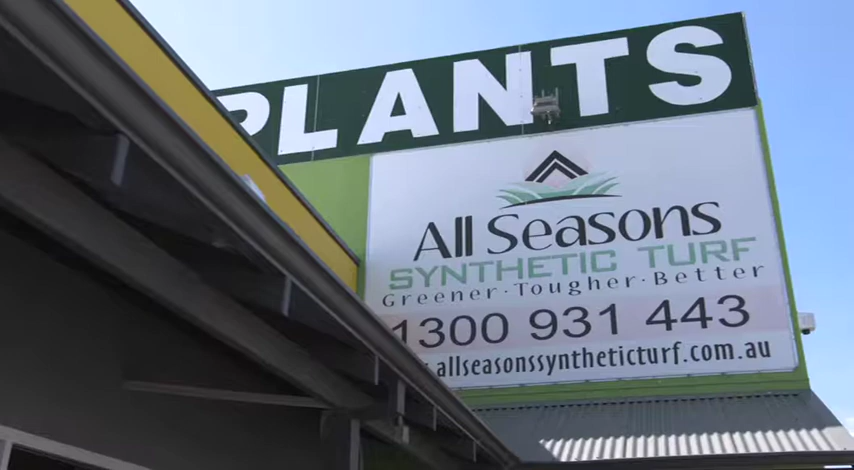 PLANTS
All Seasons
SYNTHETIC TURF
Greener · Tougher · Better
1300 931 443
.allseasonssyntheticturf.com.au